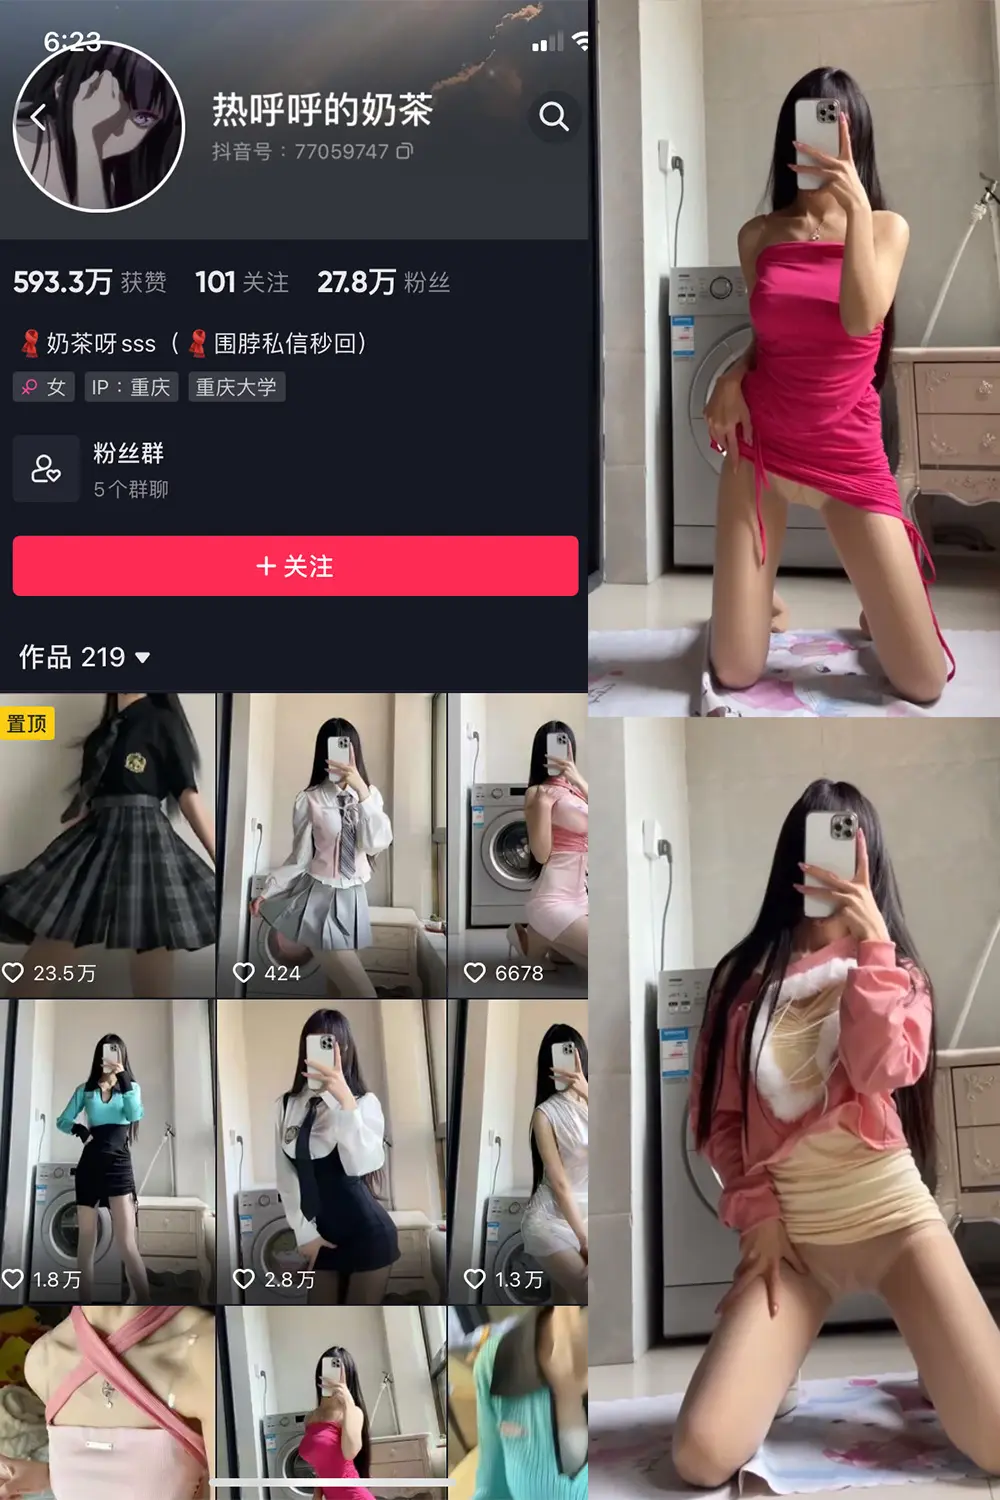 6:23
热呼呼的奶茶
抖音号：77059747
593.3万 获赞 101 关注 27.8万 粉丝
🧣奶茶呀sss（🧣围脖私信秒回）
女 IP：重庆 重庆大学
粉丝群
5个群聊
+ 关注
作品 219
置顶
23.5万 424 6678
1.8万 2.8万 1.3万